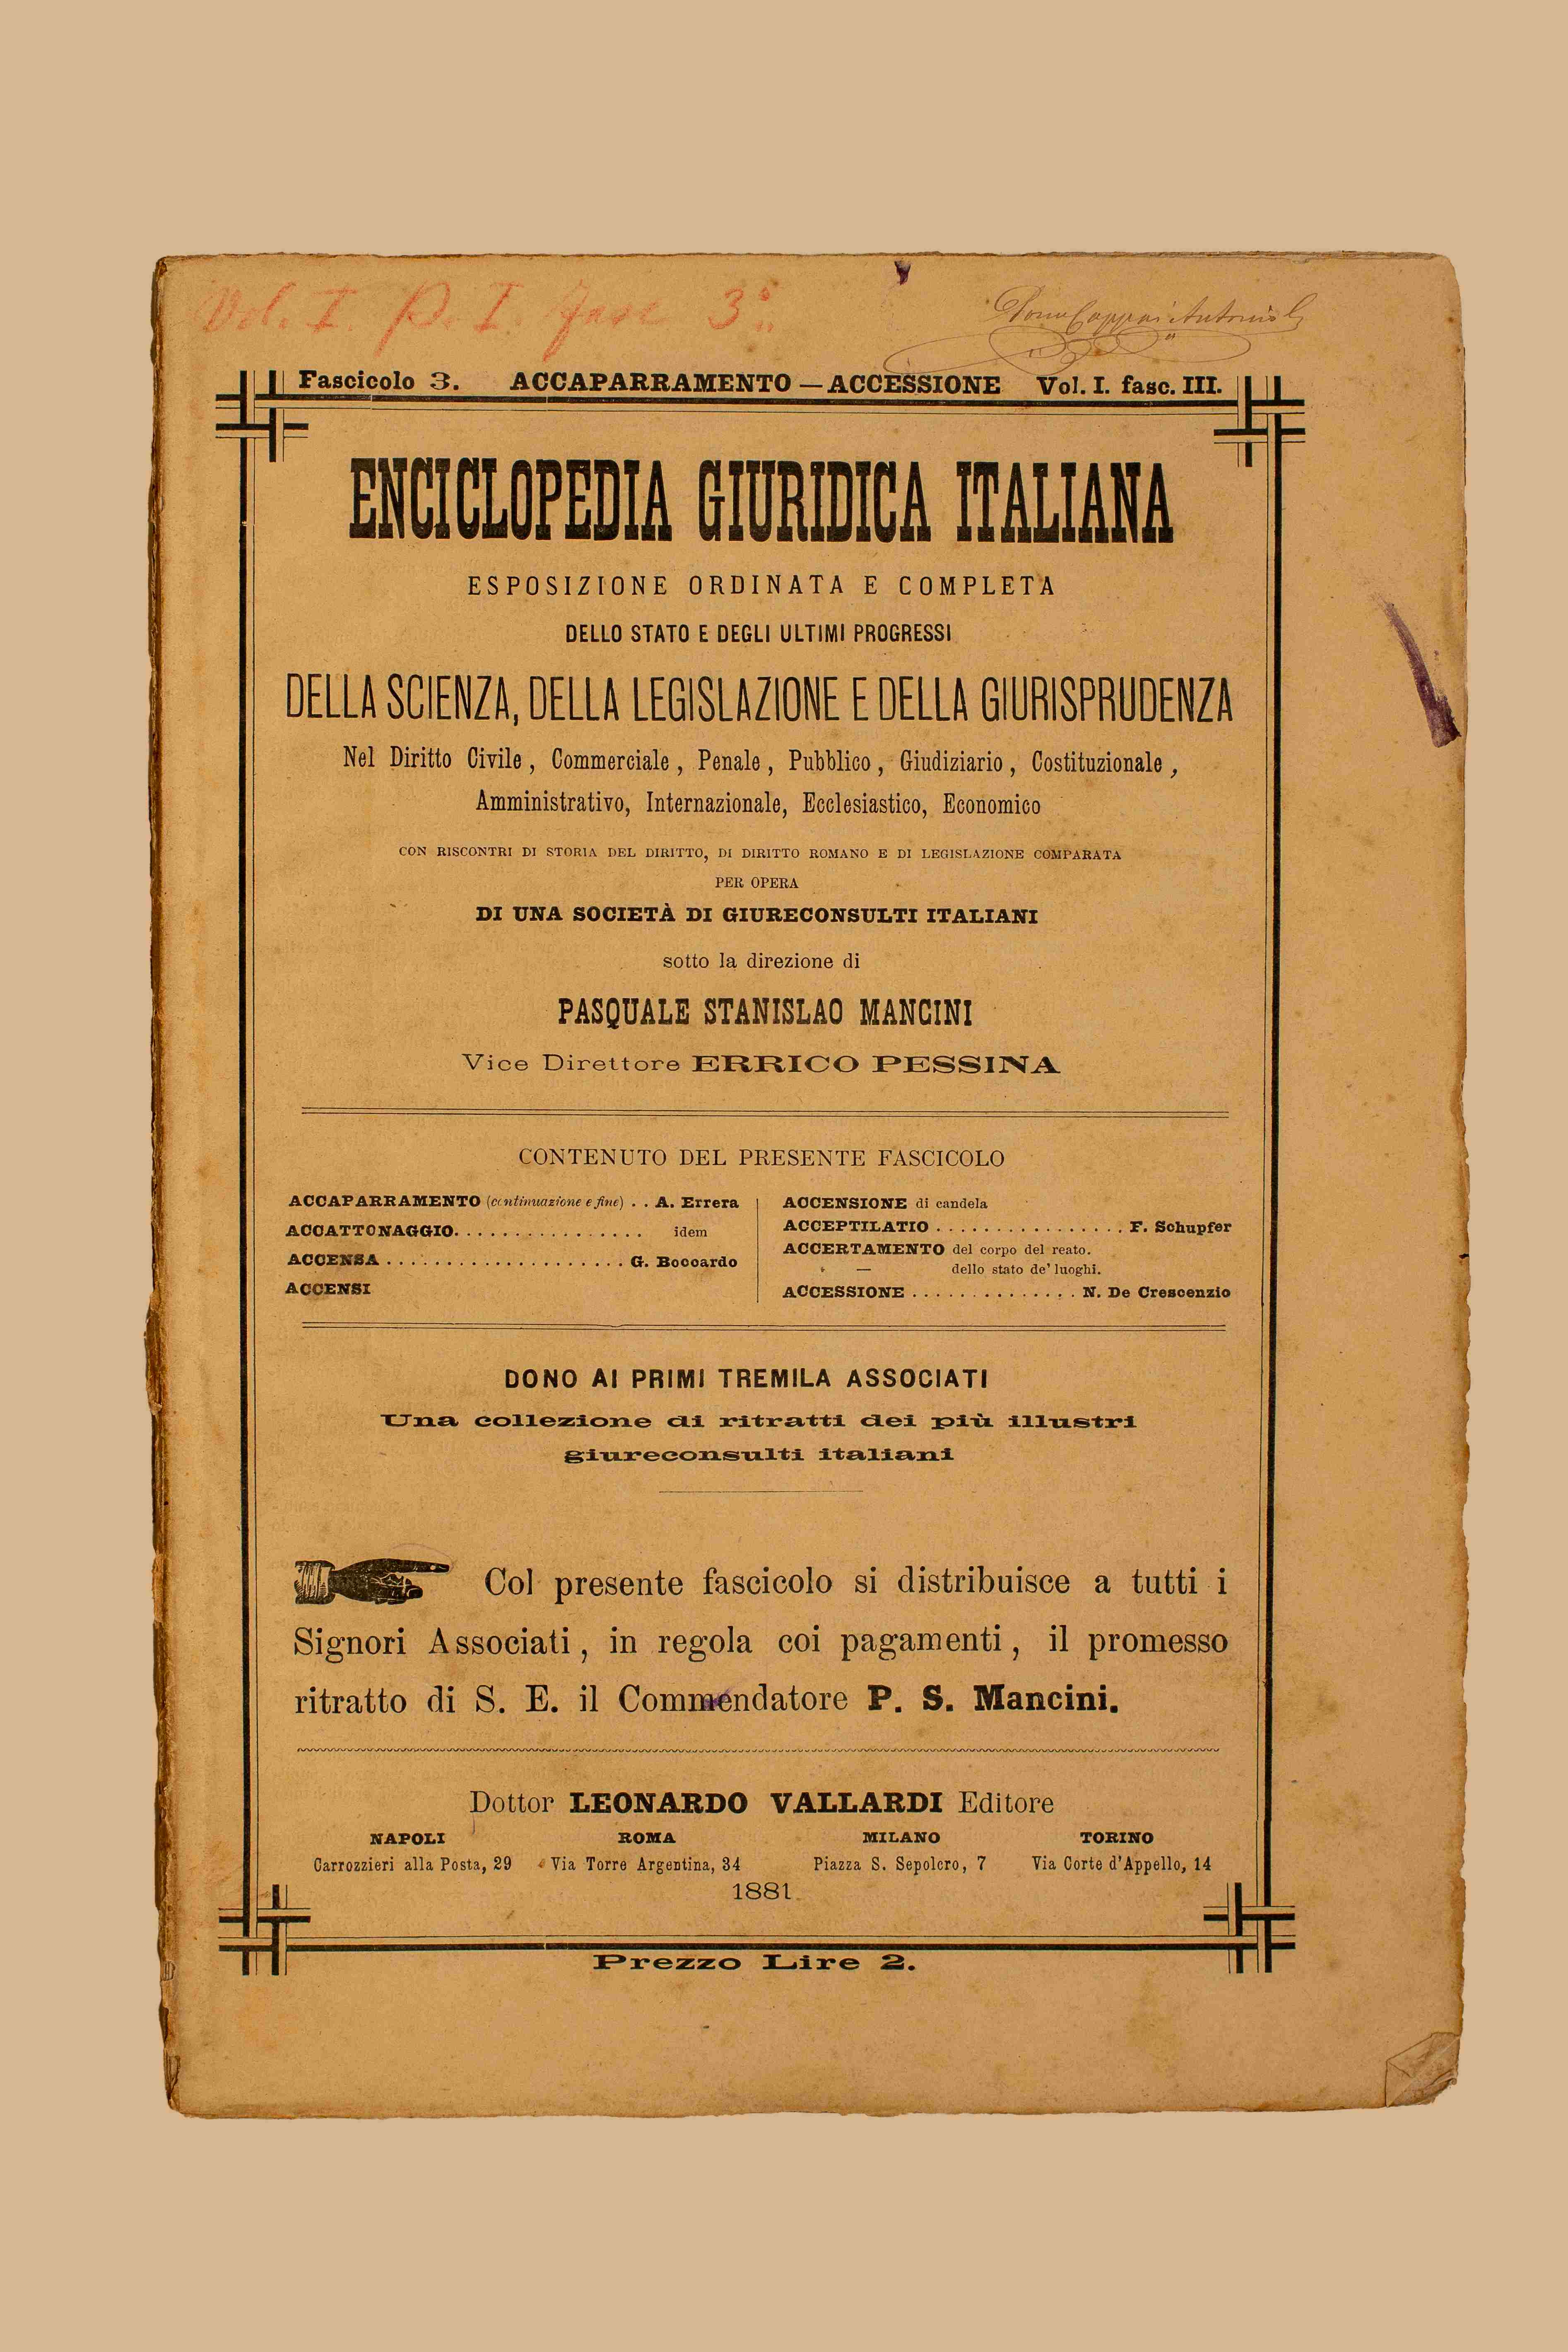 Vol. I. P. I. fasc 3°
Fascicolo 3. ACCAPARRAMENTO — ACCESSIONE Vol. I. fasc. III.
ENCICLOPEDIA GIURIDICA ITALIANA
ESPOSIZIONE ORDINATA E COMPLETA
DELLO STATO E DEGLI ULTIMI PROGRESSI
DELLA SCIENZA, DELLA LEGISLAZIONE E DELLA GIURISPRUDENZA
Nel Diritto Civile, Commerciale, Penale, Pubblico, Giudiziario, Costituzionale,
Amministrativo, Internazionale, Ecclesiastico, Economico
CON RISCONTRI DI STORIA DEL DIRITTO, DI DIRITTO ROMANO E DI LEGISLAZIONE COMPARATA
PER OPERA
DI UNA SOCIETÀ DI GIURECONSULTI ITALIANI
sotto la direzione di
PASQUALE STANISLAO MANCINI
Vice Direttore ERRICO PESSINA
CONTENUTO DEL PRESENTE FASCICOLO
ACCAPARRAMENTO (continuazione e fine) . . A. Errera
ACCATTONAGGIO. . . . . . . . . . . . . . . . idem
ACCENSA . . . . . . . . . . . . . . . . . . . . G. Boccardo
ACCENSI
ACCENSIONE di candela
ACCEPTILATIO . . . . . . . . . . . . . . . . F. Schupfer
ACCERTAMENTO del corpo del reato.
— dello stato de' luoghi.
ACCESSIONE . . . . . . . . . . . . . . N. De Crescenzio
DONO AI PRIMI TREMILA ASSOCIATI
Una collezione di ritratti dei più illustri
giureconsulti italiani
Col presente fascicolo si distribuisce a tutti i
Signori Associati, in regola coi pagamenti, il promesso
ritratto di S. E. il Commendatore P. S. Mancini.
Dottor LEONARDO VALLARDI Editore
NAPOLI ROMA MILANO TORINO
Carrozzieri alla Posta, 29 Via Torre Argentina, 34 Piazza S. Sepolcro, 7 Via Corte d'Appello, 14
1881
Prezzo Lire 2.